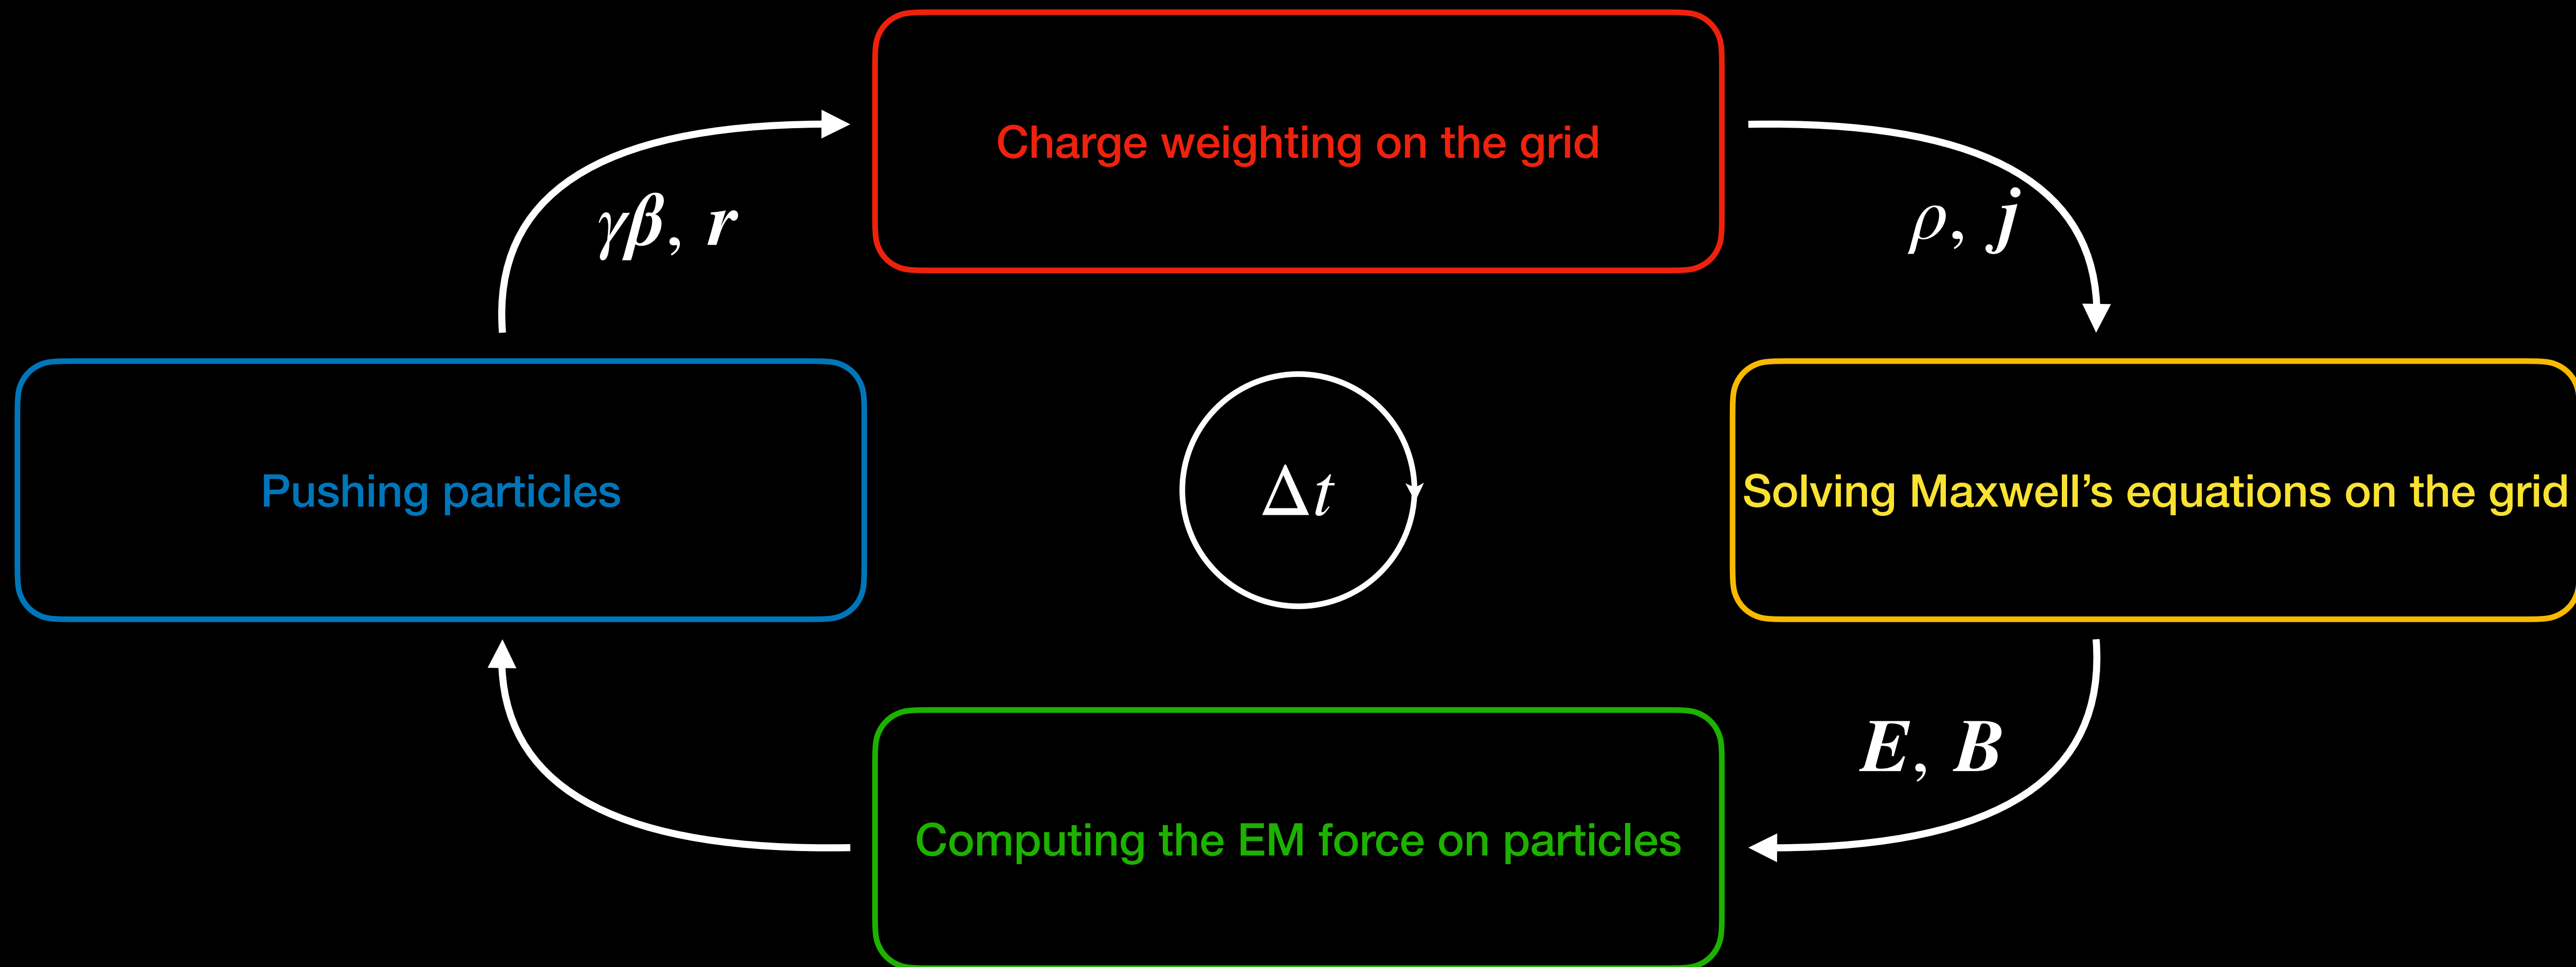 Charge weighting on the grid
γβ, r
ρ, j
Pushing particles
Δt
Solving Maxwell’s equations on the grid
E, B
Computing the EM force on particles